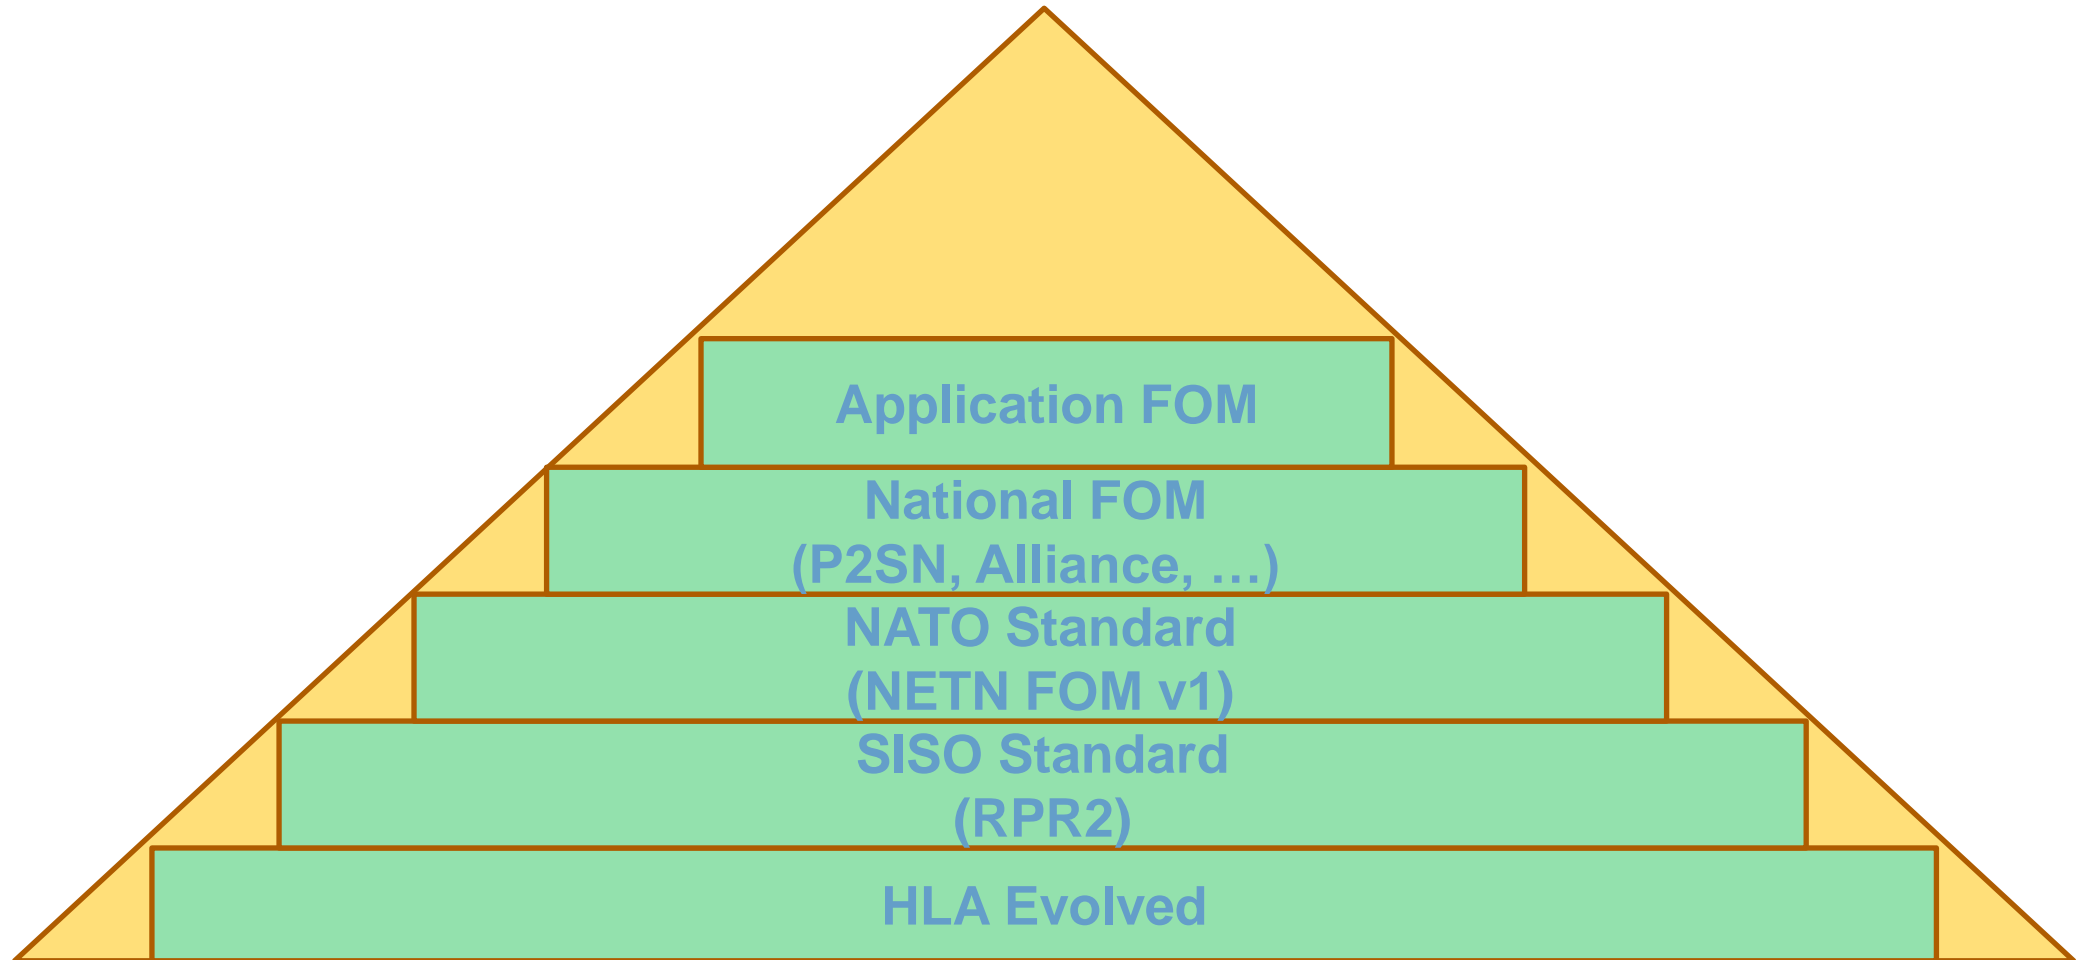 Application FOM
National FOM
(P2SN, Alliance, …)
NATO Standard
(NETN FOM v1)
SISO Standard
(RPR2)
HLA Evolved